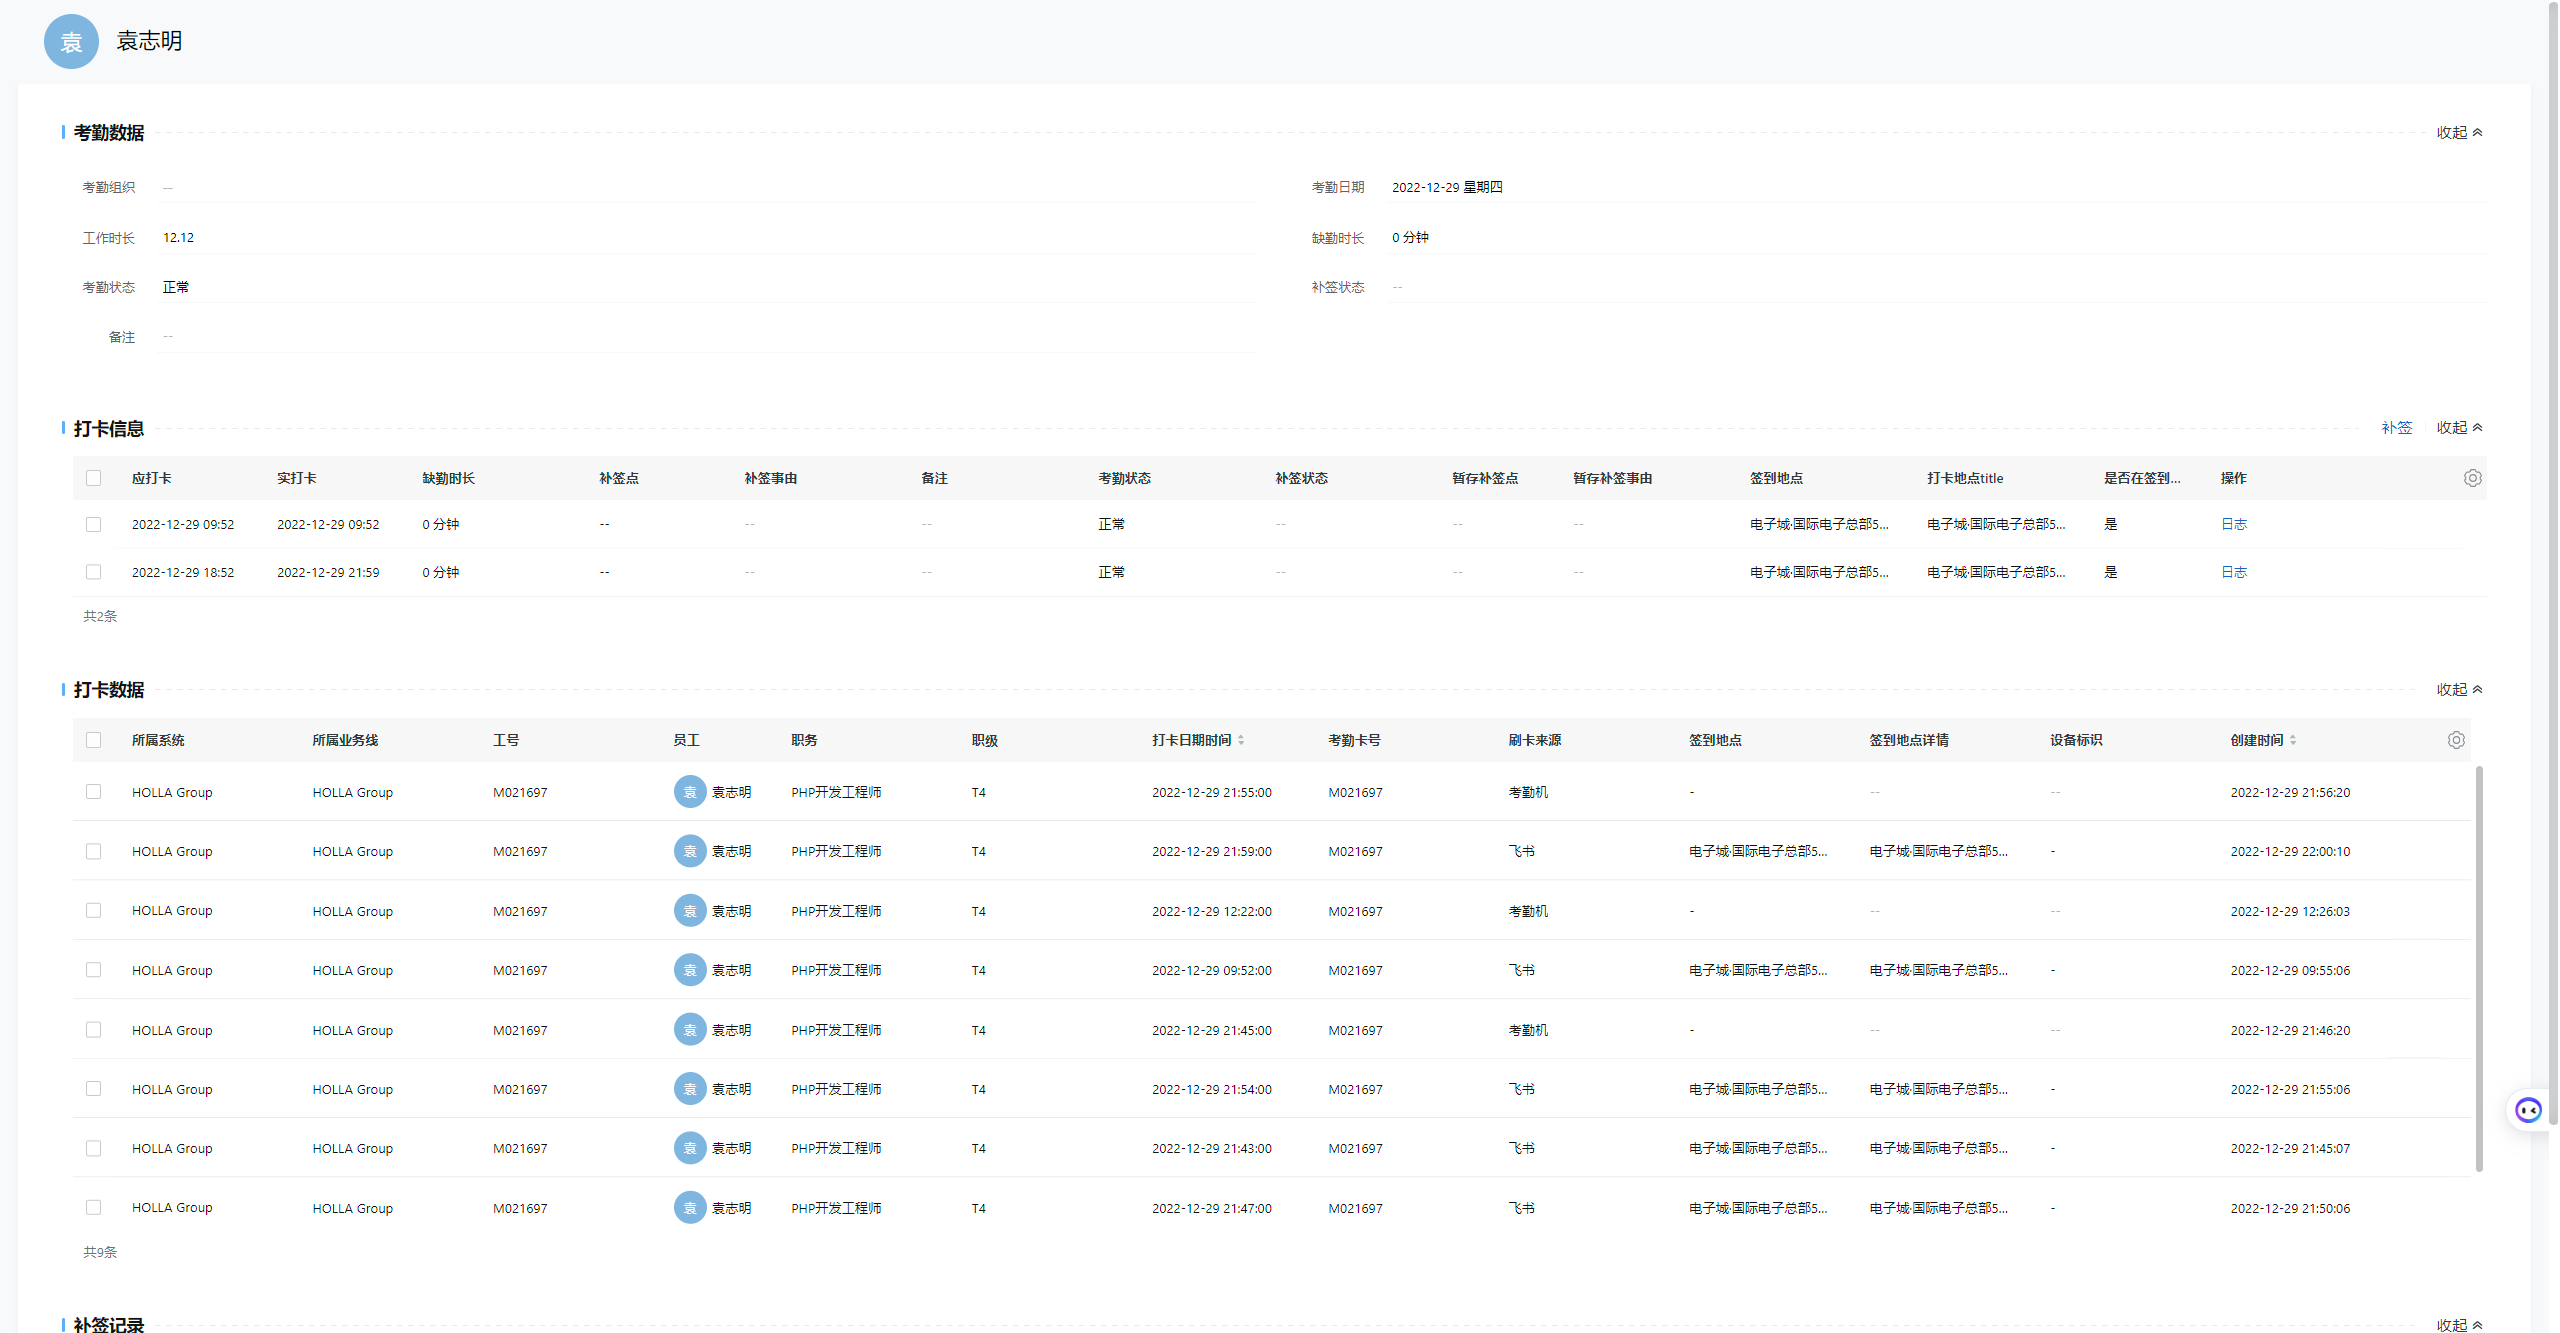 袁 袁志明
考勤数据 收起
考勤组织 -- 考勤日期 2022-12-29 星期四
工作时长 12.12 缺勤时长 0 分钟
考勤状态 正常 补签状态 --
备注 --
打卡信息 补签 收起
应打卡 实打卡 缺勤时长 补签点 补签事由 备注 考勤状态 补签状态 暂存补签点 暂存补签事由 签到地点 打卡地点title 是否在签到... 操作
2022-12-29 09:52 2022-12-29 09:52 0 分钟 -- -- -- 正常 -- -- -- 电子城·国际电子总部5... 电子城·国际电子总部5... 是 日志
2022-12-29 18:52 2022-12-29 21:59 0 分钟 -- -- -- 正常 -- -- -- 电子城·国际电子总部5... 电子城·国际电子总部5... 是 日志
共2条
打卡数据 收起
所属系统 所属业务线 工号 员工 职务 职级 打卡日期时间 考勤卡号 刷卡来源 签到地点 签到地点详情 设备标识 创建时间
HOLLA Group HOLLA Group M021697 袁 袁志明 PHP开发工程师 T4 2022-12-29 21:55:00 M021697 考勤机 - -- -- 2022-12-29 21:56:20
HOLLA Group HOLLA Group M021697 袁 袁志明 PHP开发工程师 T4 2022-12-29 21:59:00 M021697 飞书 电子城·国际电子总部5... 电子城·国际电子总部5... - 2022-12-29 22:00:10
HOLLA Group HOLLA Group M021697 袁 袁志明 PHP开发工程师 T4 2022-12-29 12:22:00 M021697 考勤机 - -- -- 2022-12-29 12:26:03
HOLLA Group HOLLA Group M021697 袁 袁志明 PHP开发工程师 T4 2022-12-29 09:52:00 M021697 飞书 电子城·国际电子总部5... 电子城·国际电子总部5... - 2022-12-29 09:55:06
HOLLA Group HOLLA Group M021697 袁 袁志明 PHP开发工程师 T4 2022-12-29 21:45:00 M021697 考勤机 - -- -- 2022-12-29 21:46:20
HOLLA Group HOLLA Group M021697 袁 袁志明 PHP开发工程师 T4 2022-12-29 21:54:00 M021697 飞书 电子城·国际电子总部5... 电子城·国际电子总部5... - 2022-12-29 21:55:06
HOLLA Group HOLLA Group M021697 袁 袁志明 PHP开发工程师 T4 2022-12-29 21:43:00 M021697 飞书 电子城·国际电子总部5... 电子城·国际电子总部5... - 2022-12-29 21:45:07
HOLLA Group HOLLA Group M021697 袁 袁志明 PHP开发工程师 T4 2022-12-29 21:47:00 M021697 飞书 电子城·国际电子总部5... 电子城·国际电子总部5... - 2022-12-29 21:50:06
共9条
补签记录 收起